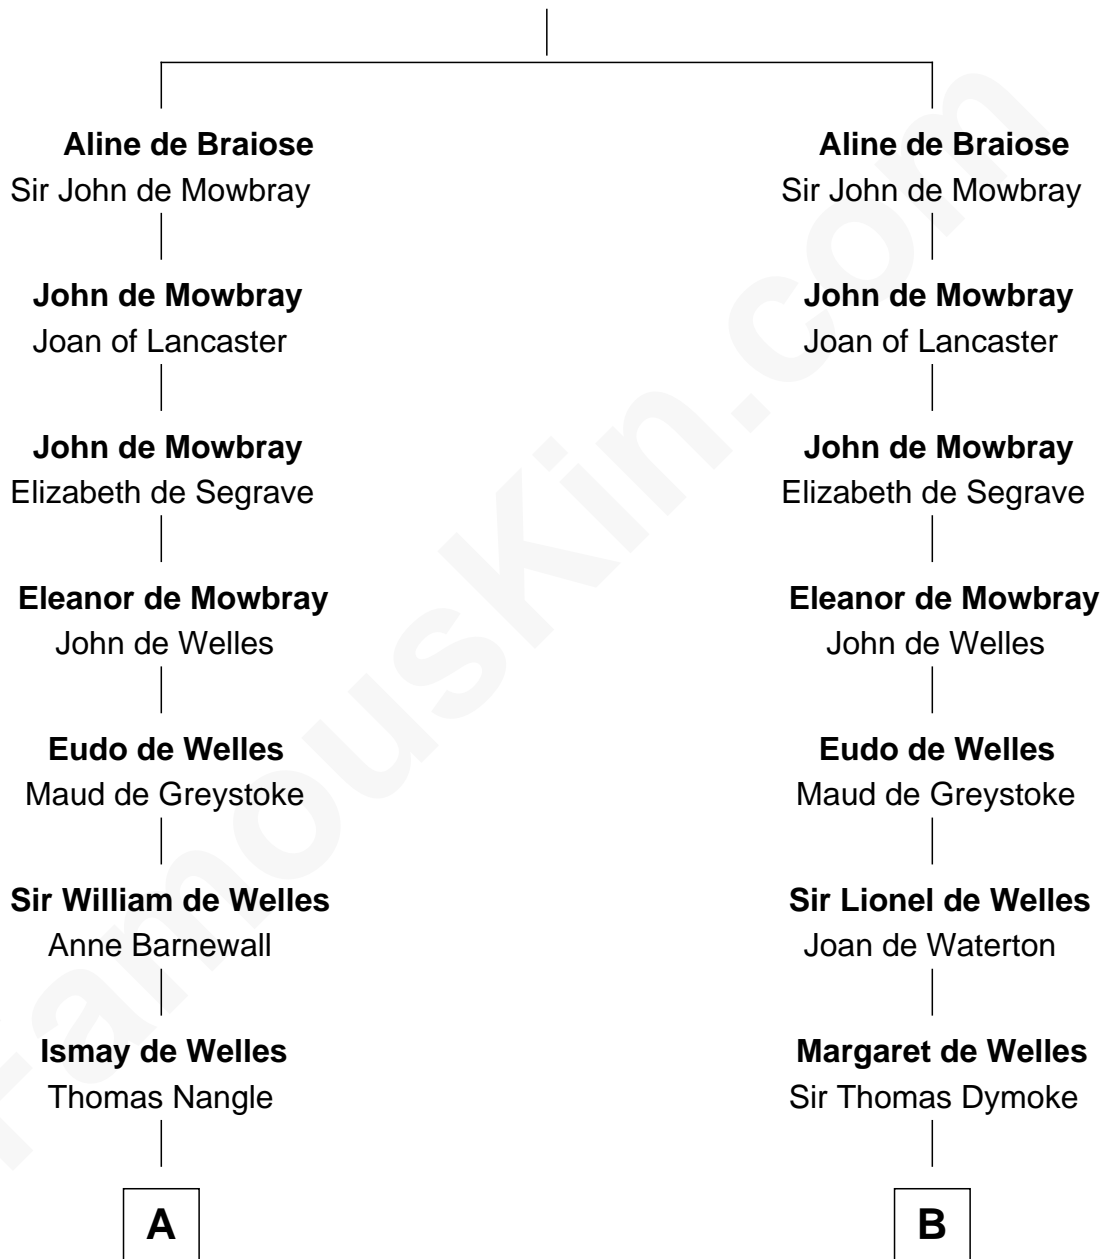 Aline de Braiose
Sir John de Mowbray
John de Mowbray
Joan of Lancaster
John de Mowbray
Elizabeth de Segrave
Eleanor de Mowbray
John de Welles
Eudo de Welles
Maud de Greystoke
Sir William de Welles
Anne Barnewall
Ismay de Welles
Thomas Nangle
A
Aline de Braiose
Sir John de Mowbray
John de Mowbray
Joan of Lancaster
John de Mowbray
Elizabeth de Segrave
Eleanor de Mowbray
John de Welles
Eudo de Welles
Maud de Greystoke
Sir Lionel de Welles
Joan de Waterton
Margaret de Welles
Sir Thomas Dymoke
B
FamousKin.com